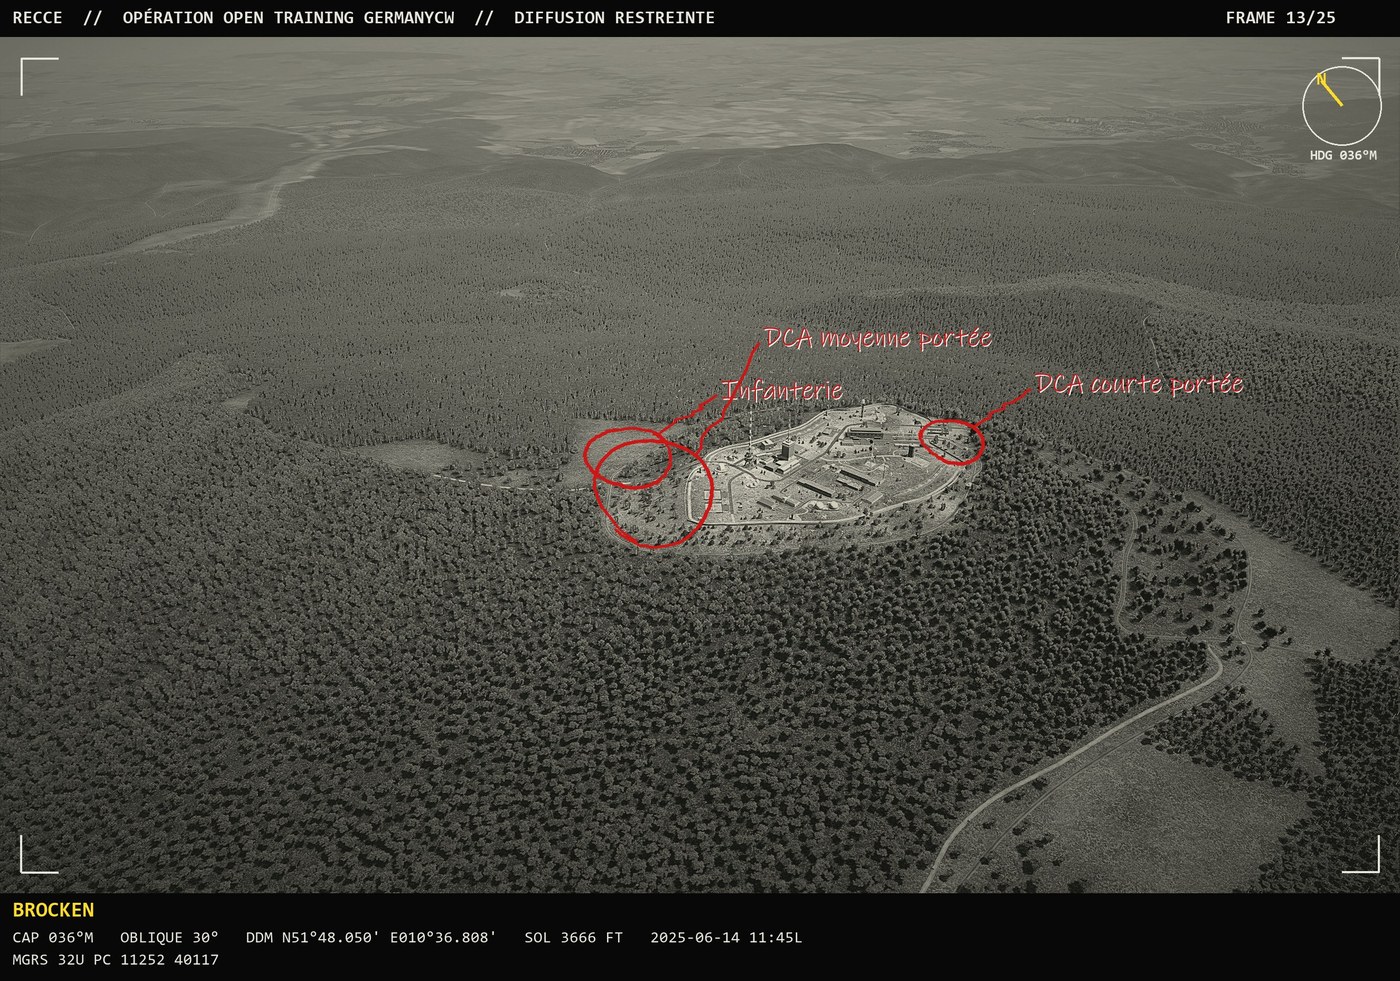 RECCE // OPÉRATION OPEN TRAINING GERMANYCW // DIFFUSION RESTREINTE
FRAME 13/25
N
HDG 036°M
DCA moyenne portée
Infanterie
DCA courte portée
BROCKEN
CAP 036°M OBLIQUE 30° DDM N51°48.050' E010°36.808' SOL 3666 FT 2025-06-14 11:45L
MGRS 32U PC 11252 40117